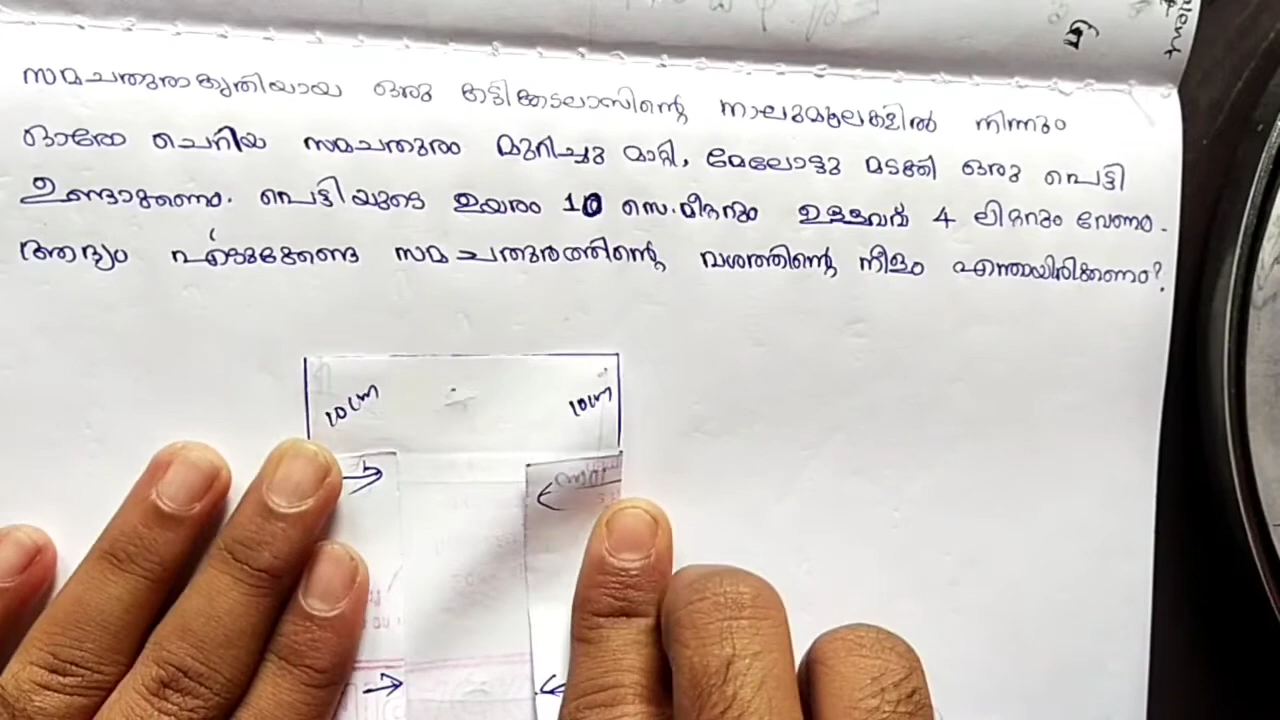 സമചതുരാകൃതിയായ ഒരു കട്ടിക്കടലാസിന്റെ നാലുമൂലകളിൽ നിന്നും
ഓരോ ചെറിയ സമചതുരം മുറിച്ചു മാറ്റി, മേലോട്ടു മടക്കി ഒരു പെട്ടി
ഉണ്ടാക്കണം. പെട്ടിയുടെ ഉയരം 10 സെ.മീറ്ററും ഉള്ളളവ് 4 ലിറ്ററും വേണം.
ആദ്യം എടുക്കേണ്ട സമചതുരത്തിന്റെ വശത്തിന്റെ നീളം എന്തായിരിക്കണം?
10cm 10cm